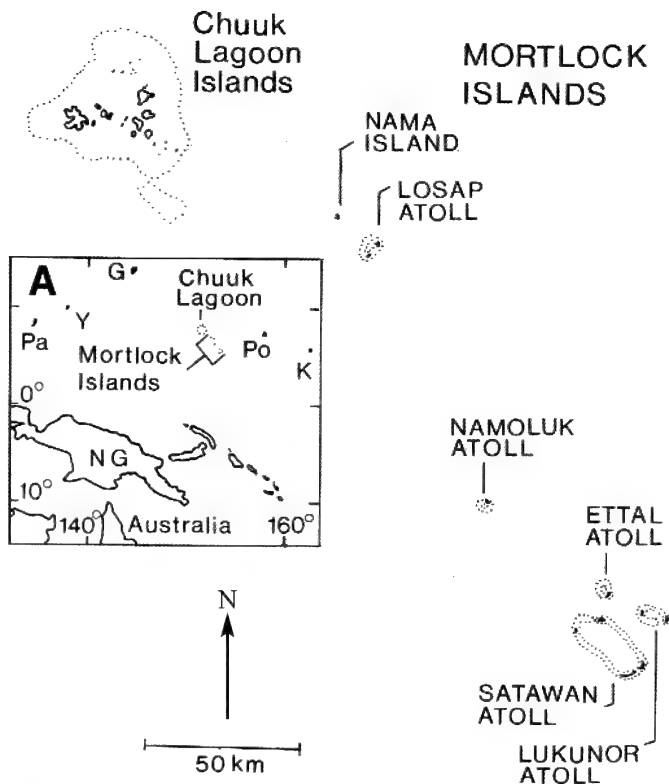 Chuuk
Lagoon
Islands
MORTLOCK
ISLANDS
NAMA
ISLAND
LOSAP
ATOLL
A
G
Chuuk
Lagoon
Y
Pa
Mortlock
Islands
Po
K
0°
NG
10°
140°
Australia
160°
NAMOLUK
ATOLL
ETTAL
ATOLL
N
SATAWAN
ATOLL
50 km
LUKUNOR
ATOLL